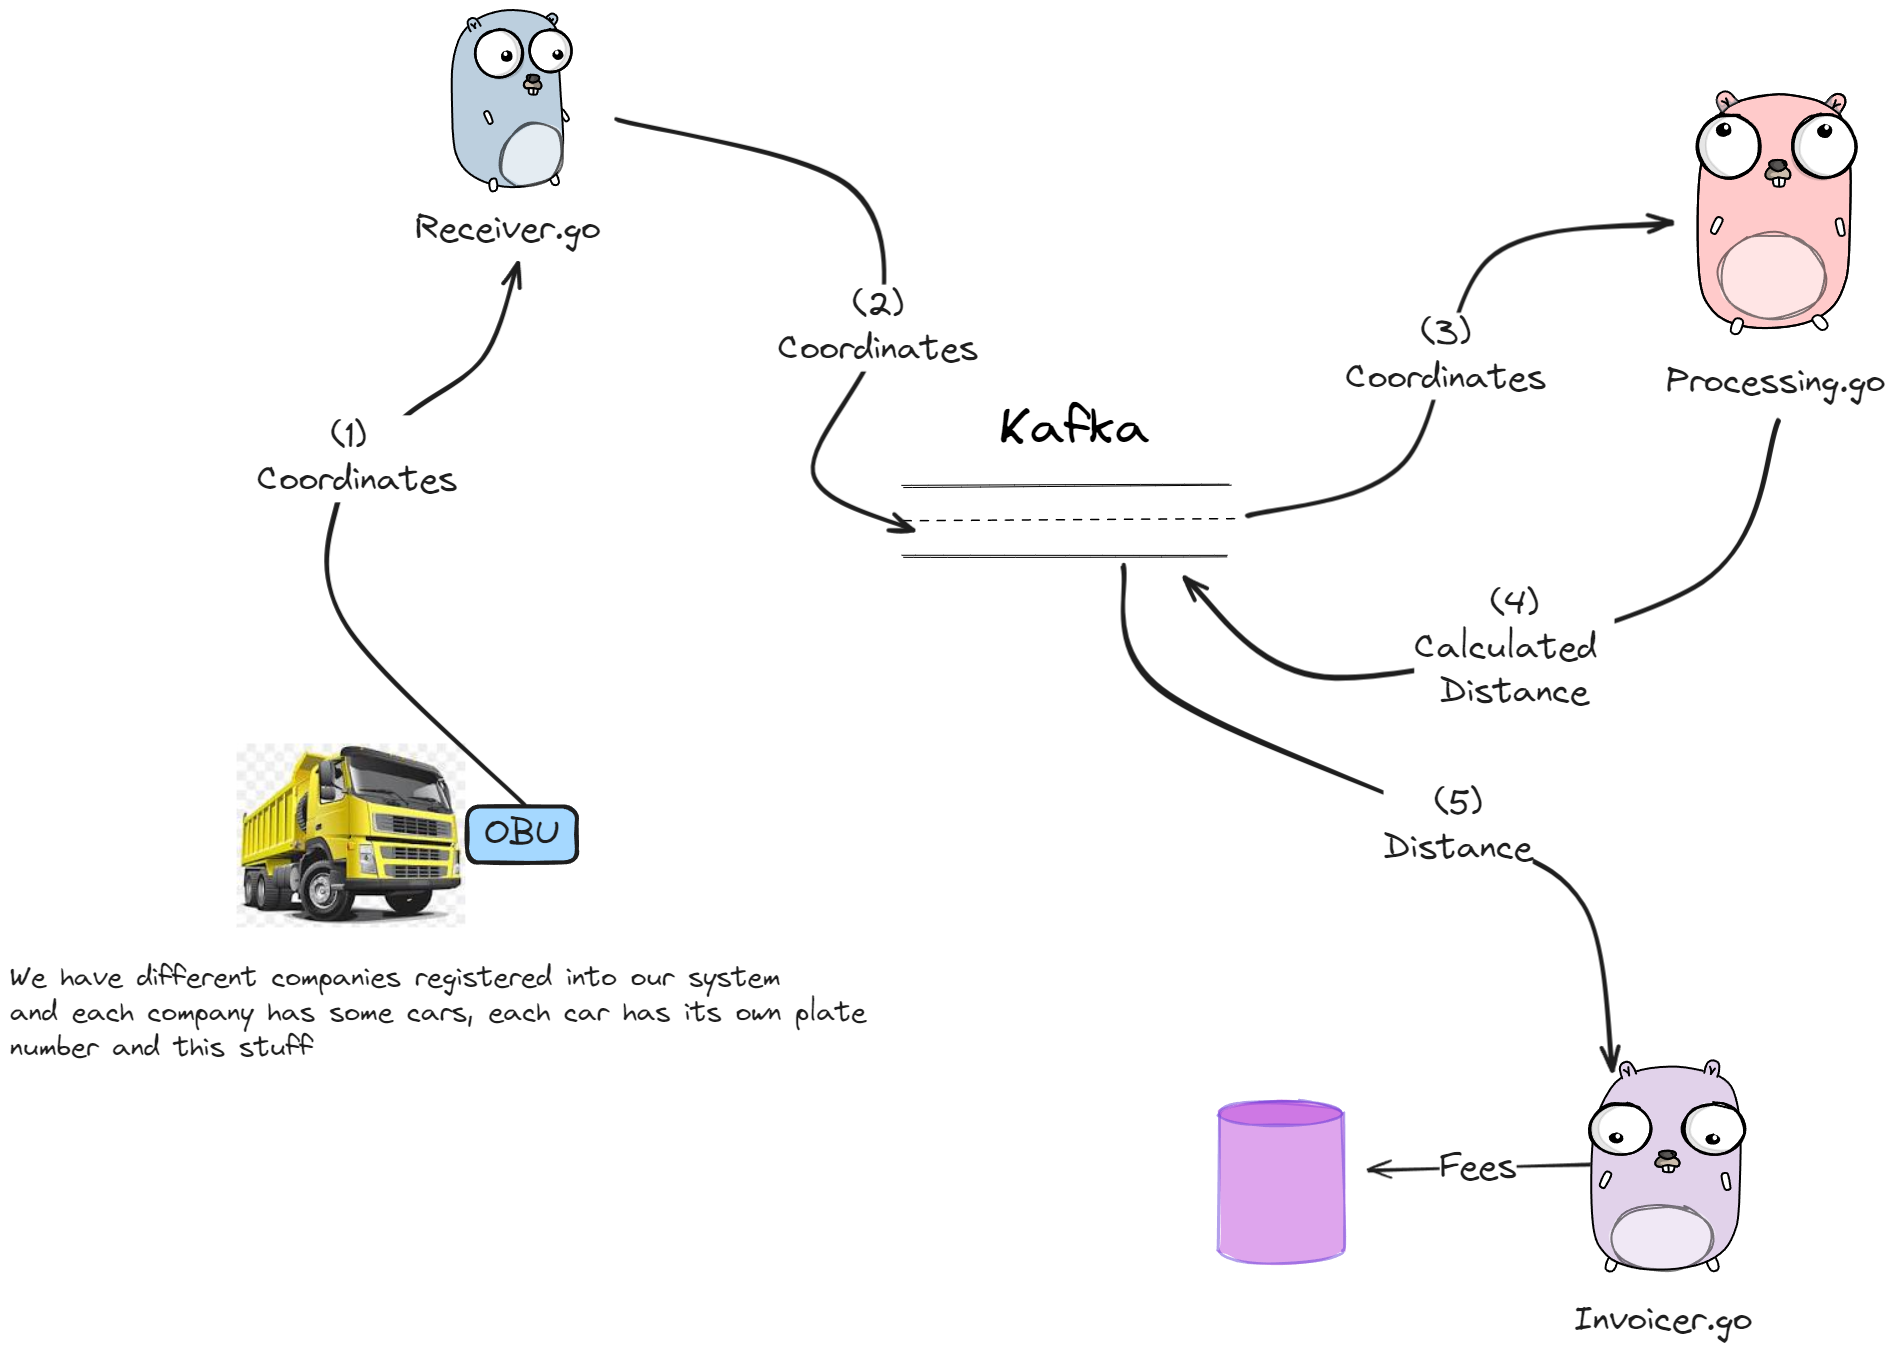 Receiver.go
(1)
Coordinates
(2)
Coordinates
Kafka
(3)
Coordinates
Processing.go
(4)
Calculated
Distance
(5)
Distance
OBU
We have different companies registered into our system
and each company has some cars, each car has its own plate
number and this stuff
Fees
Invoicer.go